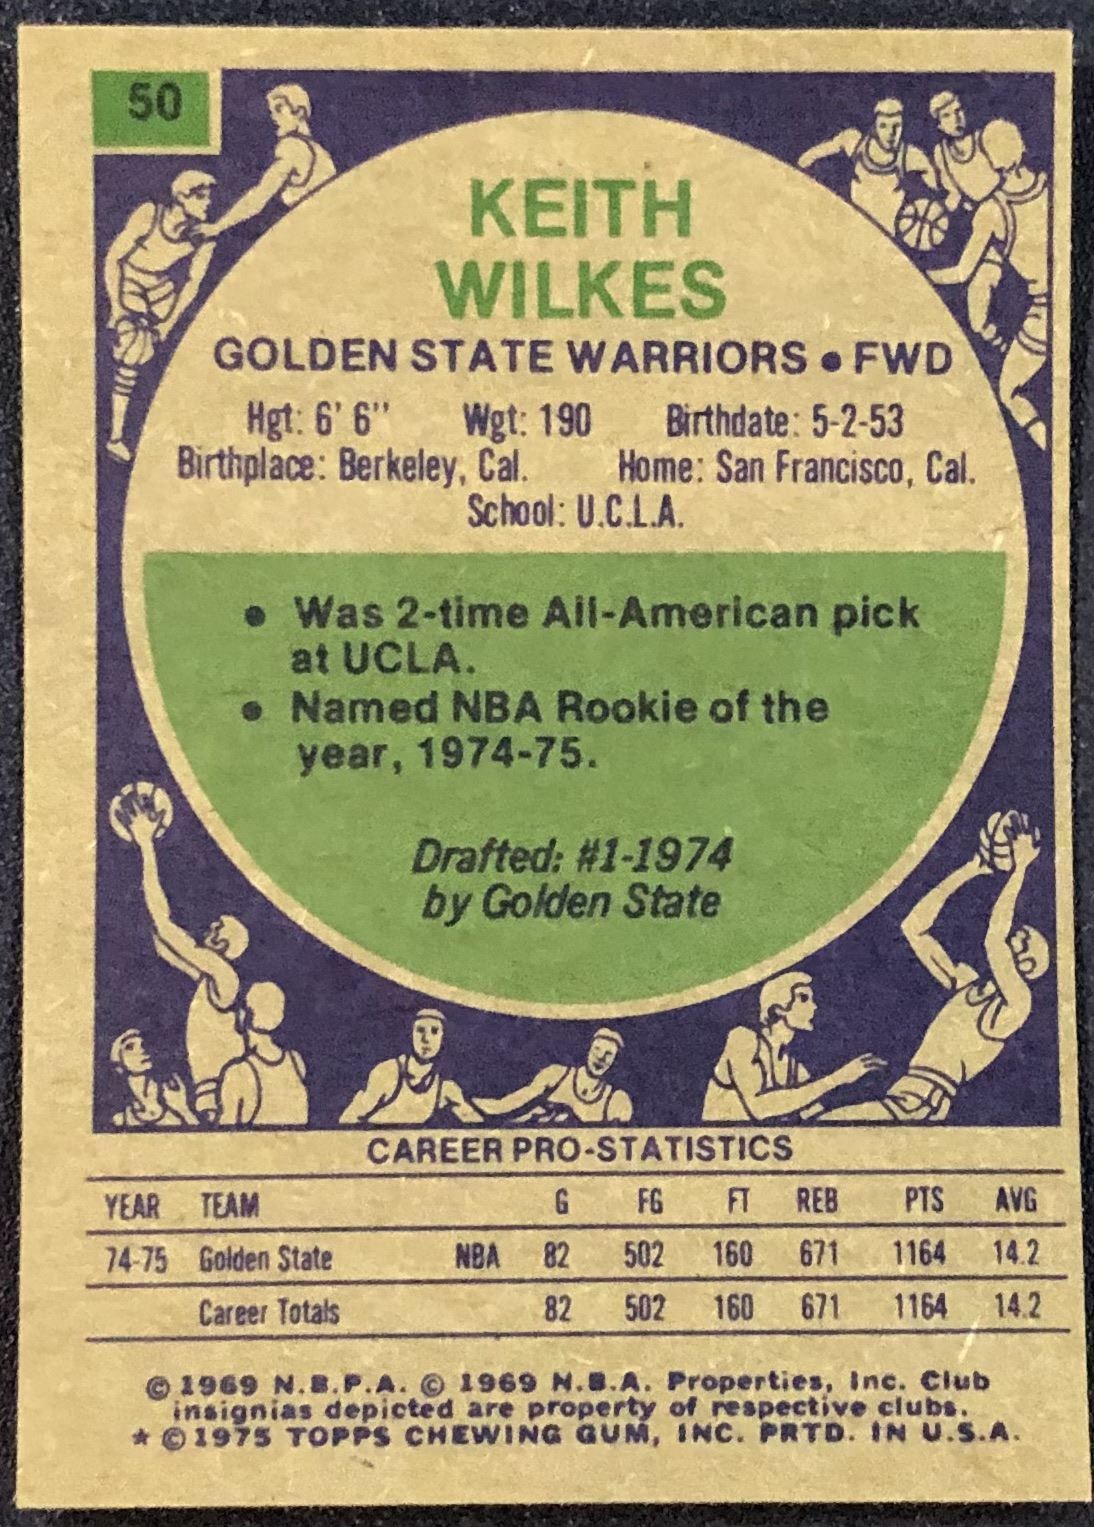 50
KEITH
WILKES
GOLDEN STATE WARRIORS • FWD
Hgt: 6' 6" Wgt: 190 Birthdate: 5-2-53
Birthplace: Berkeley, Cal. Home: San Francisco, Cal.
School: U.C.L.A.
• Was 2-time All-American pick
at UCLA.
• Named NBA Rookie of the
year, 1974-75.
Drafted: #1-1974
by Golden State
CAREER PRO-STATISTICS
YEAR TEAM G FG FT REB PTS AVG
74-75 Golden State NBA 82 502 160 671 1164 14.2
Career Totals 82 502 160 671 1164 14.2
© 1969 N.B.P.A. © 1969 N.B.A. Properties, Inc. Club
insignias depicted are property of respective clubs.
* © 1975 TOPPS CHEWING GUM, INC. PRTD. IN U.S.A.